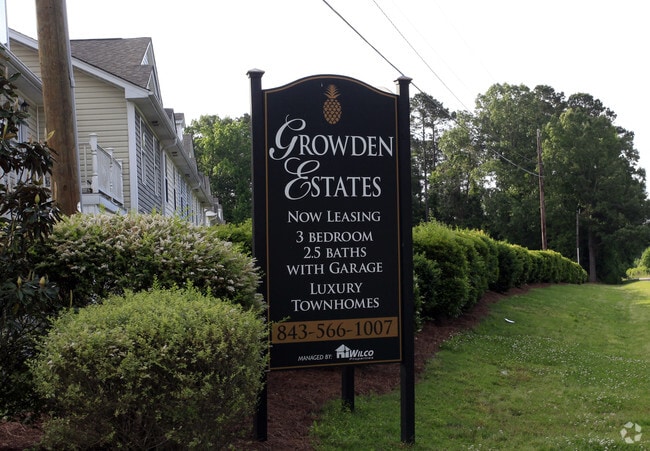 GROWDEN
ESTATES
NOW LEASING
3 BEDROOM
2.5 BATHS
WITH GARAGE
LUXURY
TOWNHOMES
843-566-1007
MANAGED BY: WILCO
Properties